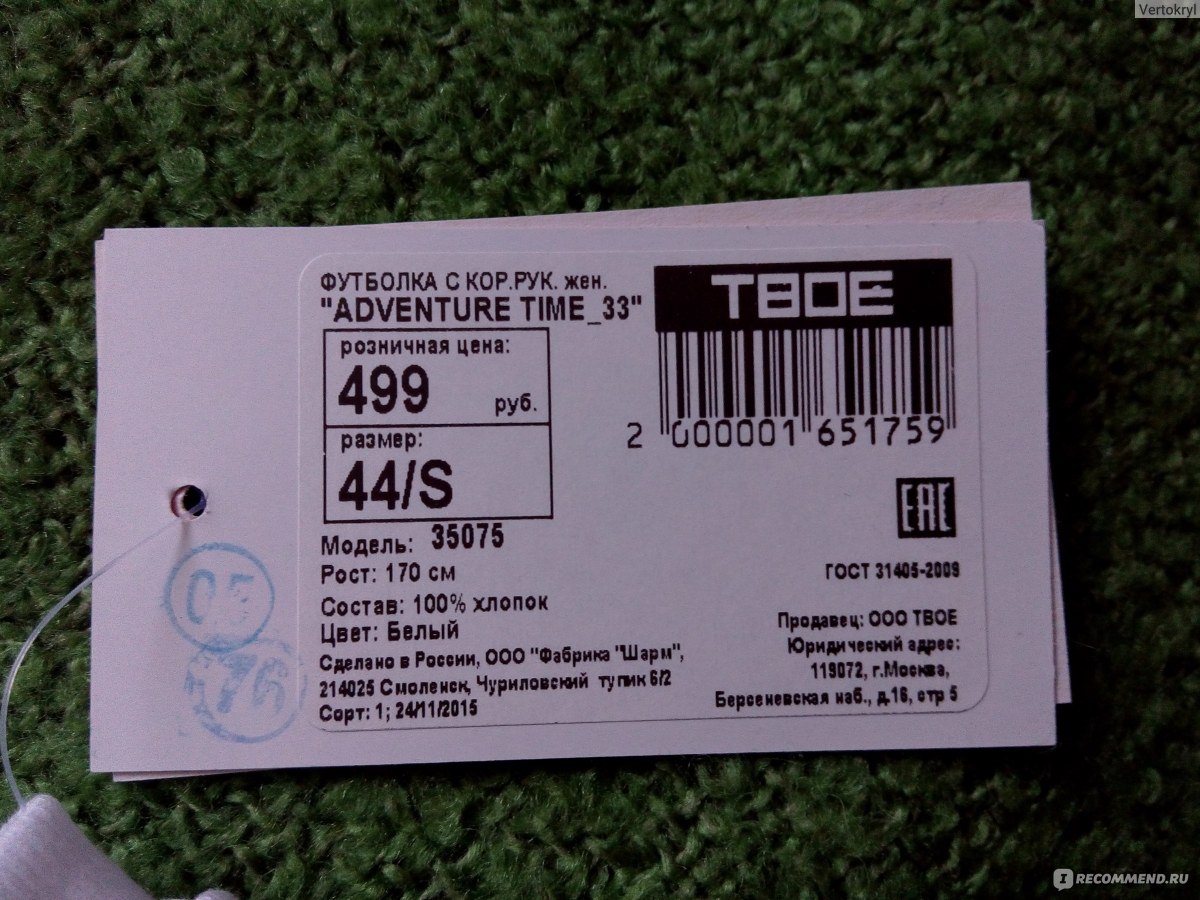 Vertokryl
ФУТБОЛКА С КОР.РУК. жен.
"ADVENTURE TIME_33"
розничная цена:
499 руб.
размер:
44/S
Модель: 35075
Рост: 170 см
Состав: 100% хлопок
Цвет: Белый
Сделано в России, ООО "Фабрика "Шарм",
214025 Смоленск, Чуриловский тупик 6/2
Сорт: 1; 24/11/2015
ТВОЕ
2 000001 651759
EAC
ГОСТ 31405-2009
Продавец: ООО ТВОЕ
Юридический адрес:
119072, г.Москва,
Берсеневская наб., д.16, стр 5
05
76
IRECOMMEND.RU